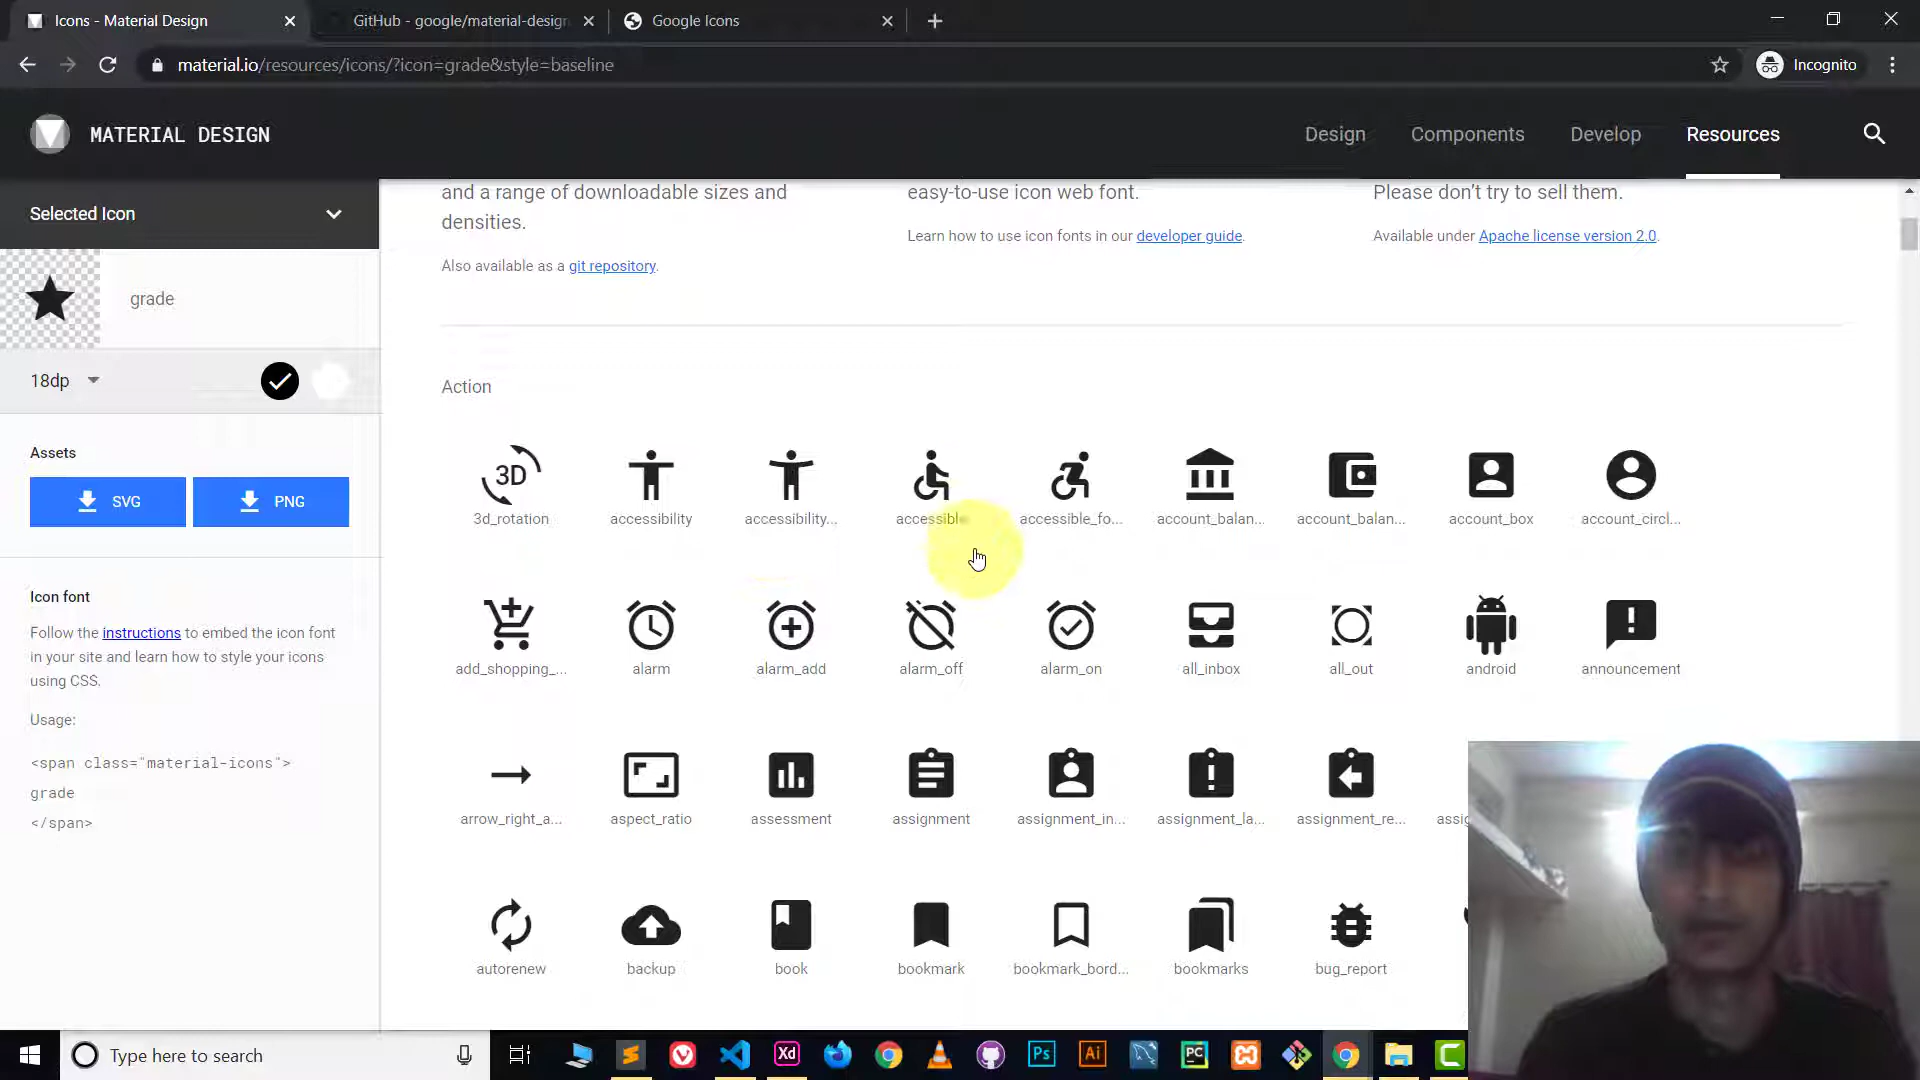 Icons - Material Design
GitHub - google/material-design
Google Icons
material.io/resources/icons/?icon=grade&style=baseline
Incognito
MATERIAL DESIGN
Design
Components
Develop
Resources
Selected Icon
grade
18dp
Assets
SVG
PNG
Icon font
Follow the instructions to embed the icon font
in your site and learn how to style your icons
using CSS.
Usage:
<span class="material-icons">
grade
</span>
and a range of downloadable sizes and
densities.
Also available as a git repository.
easy-to-use icon web font.
Learn how to use icon fonts in our developer guide.
Please don't try to sell them.
Available under Apache license version 2.0.
Action
3D
3d_rotation
accessibility
accessibility...
accessible
accessible_fo...
account_balan...
account_balan...
account_box
account_circl...
add_shopping_...
alarm
alarm_add
alarm_off
alarm_on
all_inbox
all_out
android
announcement
arrow_right_a...
aspect_ratio
assessment
assignment
assignment_in...
assignment_la...
assignment_re...
assig
autorenew
backup
book
bookmark
bookmark_bord...
bookmarks
bug_report
Type here to search
Xd
Ps
Ai
PC